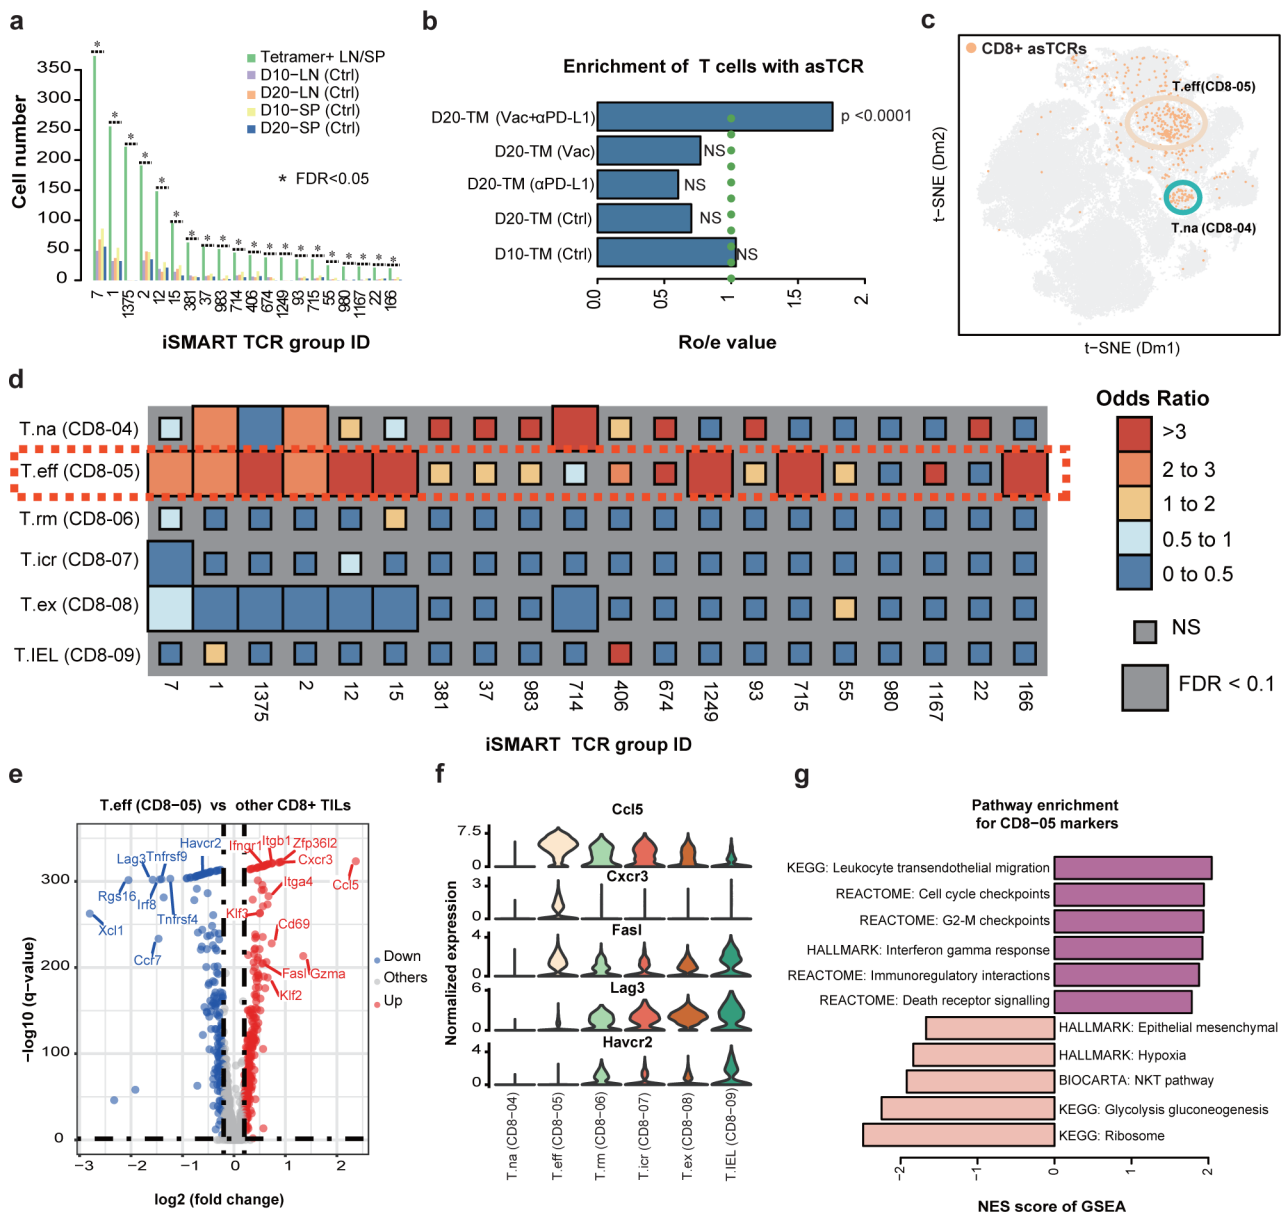 a
350
300
250
200
150
100
50
0
Cell number
Tetramer+ LN/SP
D10−LN (Ctrl)
D20−LN (Ctrl)
D10−SP (Ctrl)
D20−SP (Ctrl)
* FDR<0.05
7 1 1375 2 12 15 381 37 983 714 406 674 1249 93 715 55 980 1167 22 166
iSMART TCR group ID
b
Enrichment of T cells with asTCR
D20-TM (Vac+αPD-L1)
p <0.0001
D20-TM (Vac)
NS
D20-TM (αPD-L1)
NS
D20-TM (Ctrl)
NS
D10-TM (Ctrl)
NS
0.0 0.5 1 1.5 2
Ro/e value
c
CD8+ asTCRs
T.eff(CD8-05)
T.na (CD8-04)
t−SNE (Dm2)
t−SNE (Dm1)
d
T.na (CD8-04)
T.eff (CD8-05)
T.rm (CD8-06)
T.icr (CD8-07)
T.ex (CD8-08)
T.IEL (CD8-09)
7 1 1375 2 12 15 381 37 983 714 406 674 1249 93 715 55 980 1167 22 166
iSMART TCR group ID
Odds Ratio
>3
2 to 3
1 to 2
0.5 to 1
0 to 0.5
NS
FDR < 0.1
e
T.eff (CD8−05) vs other CD8+ TILs
300
200
100
0
−log10 (q−value)
Havcr2
Lag3
Tnfrsf9
Rgs16
Irf8
Tnfrsf4
Xcl1
Ccr7
Ifngr1
Itgb1
Zfp36l2
Cxcr3
Ccl5
Itga4
Klf3
Cd69
Fasl
Gzma
Klf2
Down
Others
Up
−3 −2 −1 0 1 2
log2 (fold change)
f
Normalized expression
Ccl5
7.5
0
Cxcr3
3
0
Fasl
4
0
Lag3
6
0
Havcr2
4
0
T.na (CD8−04)
T.eff (CD8−05)
T.rm (CD8−06)
T.icr (CD8−07)
T.ex (CD8−08)
T.IEL (CD8−09)
g
Pathway enrichment
for CD8−05 markers
KEGG: Leukocyte transendothelial migration
REACTOME: Cell cycle checkpoints
REACTOME: G2-M checkpoints
HALLMARK: Interferon gamma response
REACTOME: Immunoregulatory interactions
REACTOME: Death receptor signalling
HALLMARK: Epithelial mesenchymal
HALLMARK: Hypoxia
BIOCARTA: NKT pathway
KEGG: Glycolysis gluconeogenesis
KEGG: Ribosome
−2 −1 0 1 2
NES score of GSEA